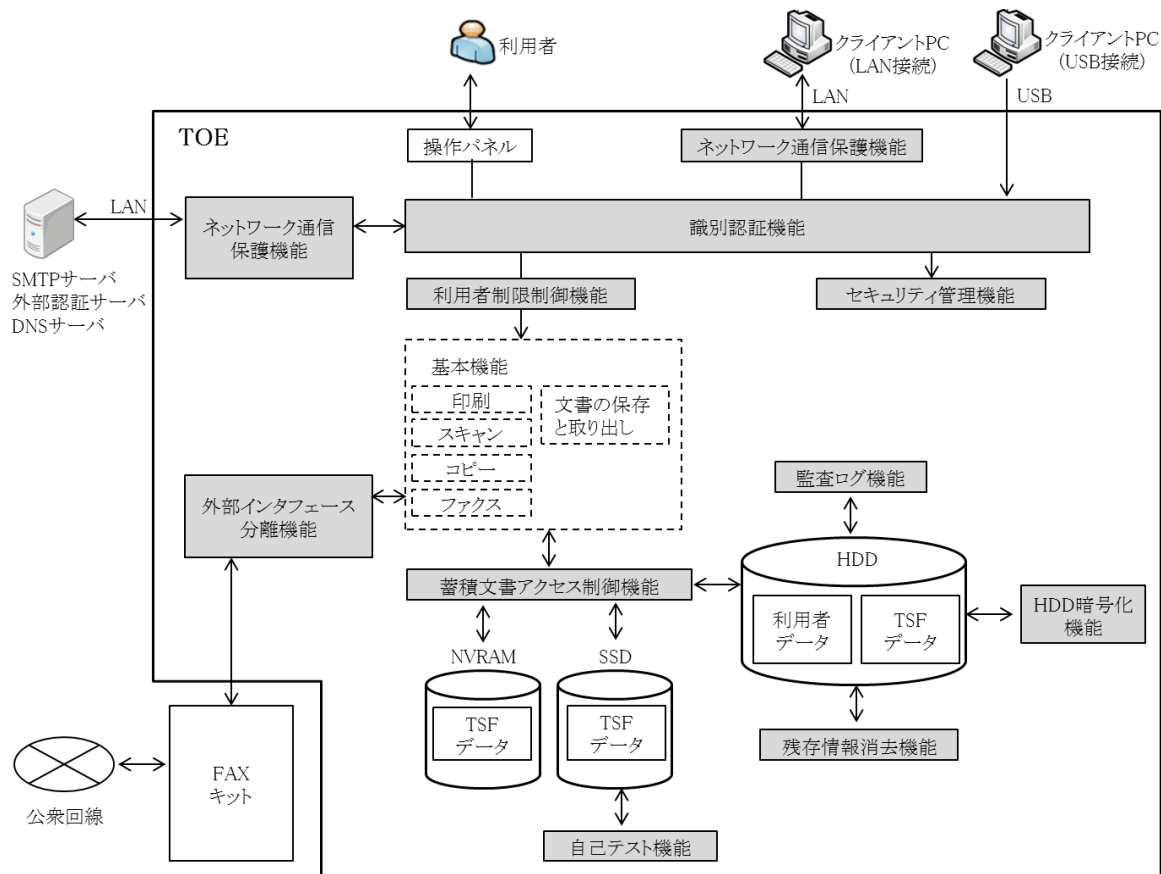 利用者
クライアントPC
(LAN接続)
クライアントPC
(USB接続)
LAN
USB
TOE
操作パネル
ネットワーク通信保護機能
LAN
ネットワーク通信
保護機能
識別認証機能
SMTPサーバ
外部認証サーバ
DNSサーバ
利用者制限制御機能
セキュリティ管理機能
基本機能
印刷
スキャン
コピー
ファクス
文書の保存
と取り出し
外部インタフェース
分離機能
監査ログ機能
HDD
蓄積文書アクセス制御機能
利用者
データ
TSF
データ
HDD暗号化
機能
NVRAM
SSD
TSF
データ
TSF
データ
残存情報消去機能
FAX
キット
公衆回線
自己テスト機能